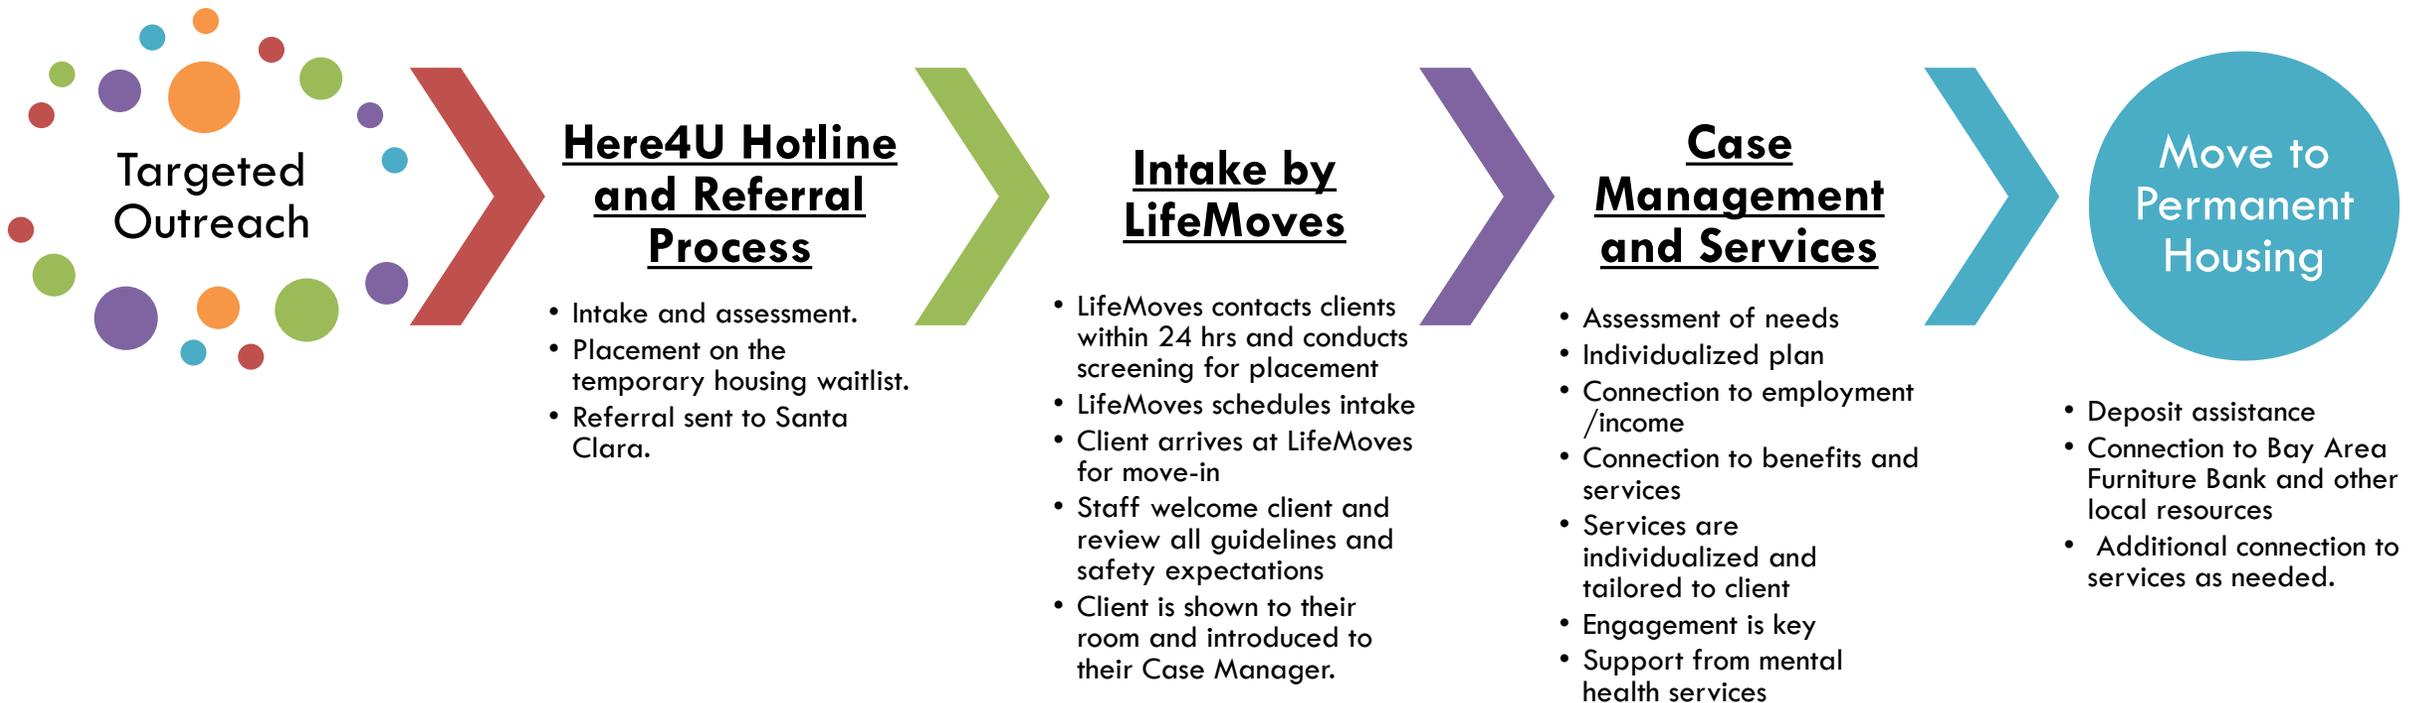 Targeted
Outreach
Here4U Hotline
and Referral
Process
• Intake and assessment.
• Placement on the
temporary housing waitlist.
• Referral sent to Santa
Clara.
Intake by
LifeMoves
• LifeMoves contacts clients
within 24 hrs and conducts
screening for placement
• LifeMoves schedules intake
• Client arrives at LifeMoves
for move-in
• Staff welcome client and
review all guidelines and
safety expectations
• Client is shown to their
room and introduced to
their Case Manager.
Case
Management
and Services
• Assessment of needs
• Individualized plan
• Connection to employment
/income
• Connection to benefits and
services
• Services are
individualized and
tailored to client
• Engagement is key
• Support from mental
health services
Move to
Permanent
Housing
• Deposit assistance
• Connection to Bay Area
Furniture Bank and other
local resources
• Additional connection to
services as needed.